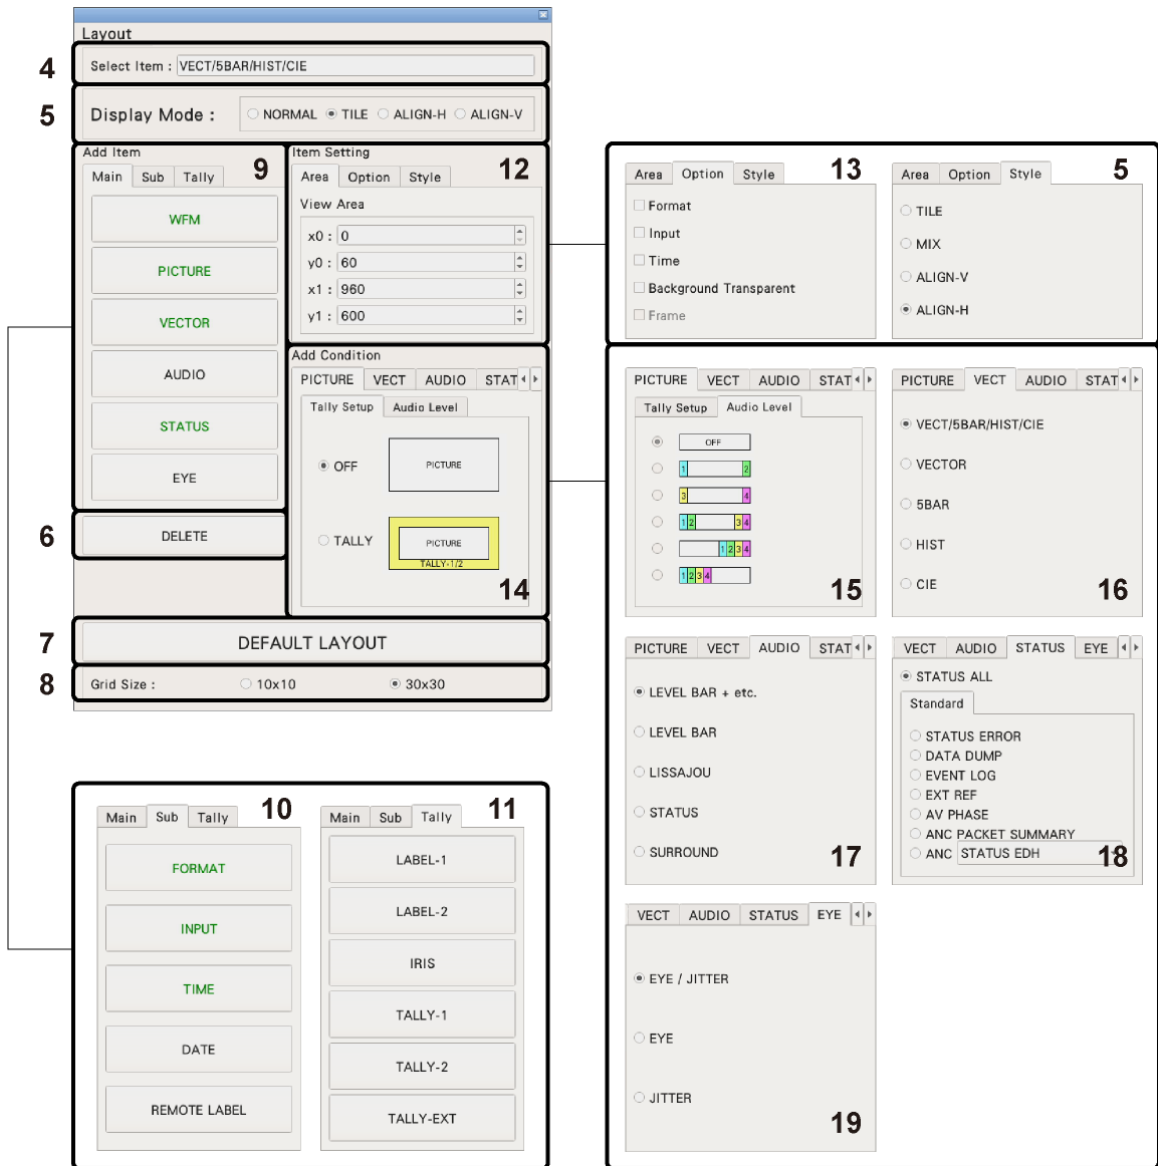 Layout
4
Select Item : VECT/5BAR/HIST/CIE
5
Display Mode : NORMAL TILE ALIGN-H ALIGN-V
Add Item
9
Main Sub Tally
WFM
PICTURE
VECTOR
AUDIO
STATUS
EYE
6
DELETE
Item Setting
12
Area Option Style
View Area
x0 : 0
y0 : 60
x1 : 960
y1 : 600
Add Condition
PICTURE VECT AUDIO STAT
Tally Setup Audio Level
OFF PICTURE
TALLY PICTURE
TALLY-1/2
14
7
DEFAULT LAYOUT
8
Grid Size : 10x10 30x30
10
Main Sub Tally
FORMAT
INPUT
TIME
DATE
REMOTE LABEL
11
Main Sub Tally
LABEL-1
LABEL-2
IRIS
TALLY-1
TALLY-2
TALLY-EXT
13
Area Option Style
Format
Input
Time
Background Transparent
Frame
5
Area Option Style
TILE
MIX
ALIGN-V
ALIGN-H
PICTURE VECT AUDIO STAT
Tally Setup Audio Level
OFF
1 2
3 4
1 2 3 4
1 2 3 4
1 2 3 4
15
PICTURE VECT AUDIO STAT
VECT/5BAR/HIST/CIE
VECTOR
5BAR
HIST
CIE
16
PICTURE VECT AUDIO STAT
LEVEL BAR + etc.
LEVEL BAR
LISSAJOU
STATUS
SURROUND
17
VECT AUDIO STATUS EYE
STATUS ALL
Standard
STATUS ERROR
DATA DUMP
EVENT LOG
EXT REF
AV PHASE
ANC PACKET SUMMARY
ANC STATUS EDH
18
VECT AUDIO STATUS EYE
EYE / JITTER
EYE
JITTER
19